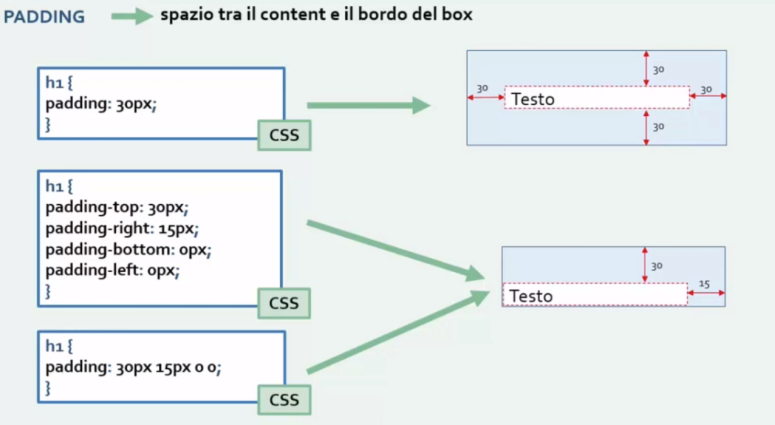 PADDING
spazio tra il content e il bordo del box
h1 {
padding: 30px;
}
CSS
30
30
Testo
30
30
h1 {
padding-top: 30px;
padding-right: 15px;
padding-bottom: 0px;
padding-left: 0px;
}
CSS
30
15
Testo
h1 {
padding: 30px 15px 0 0;
}
CSS